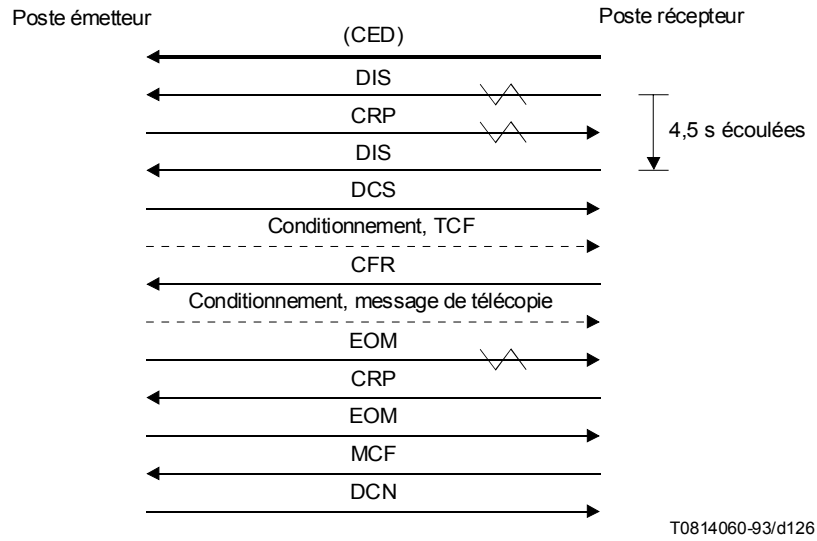 Poste émetteur
Poste récepteur
(CED)
DIS
CRP
4,5 s écoulées
DIS
DCS
Conditionnement, TCF
CFR
Conditionnement, message de télécopie
EOM
CRP
EOM
MCF
DCN
T0814060-93/d126